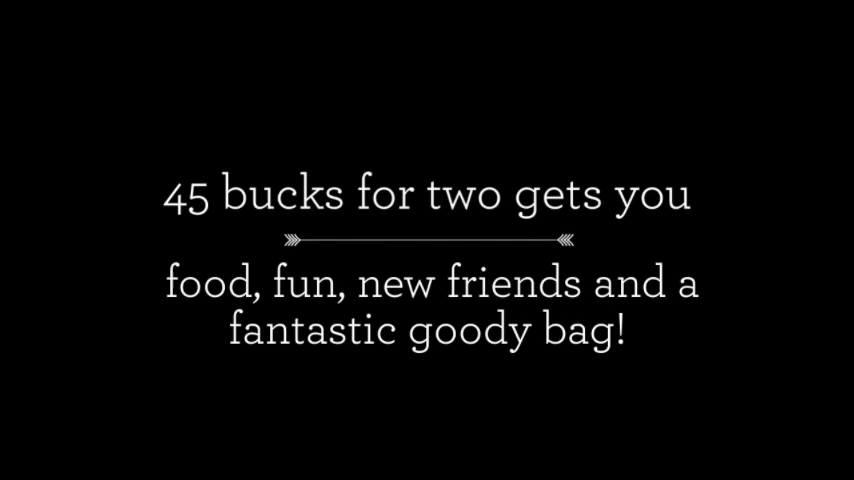 45 bucks for two gets you
food, fun, new friends and a
fantastic goody bag!